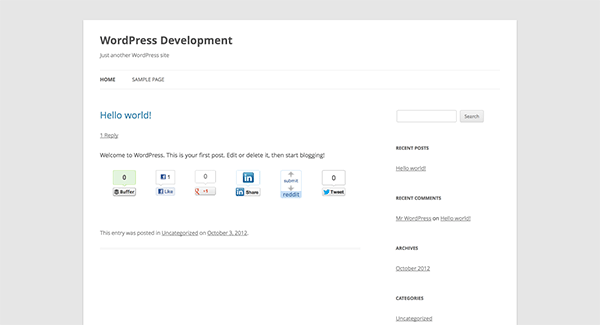 WordPress Development
Just another WordPress site
HOME SAMPLE PAGE
Hello world!
1 Reply
Welcome to WordPress. This is your first post. Edit or delete it, then start blogging!
0 1 0 in submit 0
Buffer Like +1 in Share reddit Tweet
This entry was posted in Uncategorized on October 3, 2012.
Search
RECENT POSTS
Hello world!
RECENT COMMENTS
Mr WordPress on Hello world!
ARCHIVES
October 2012
CATEGORIES
Uncategorized